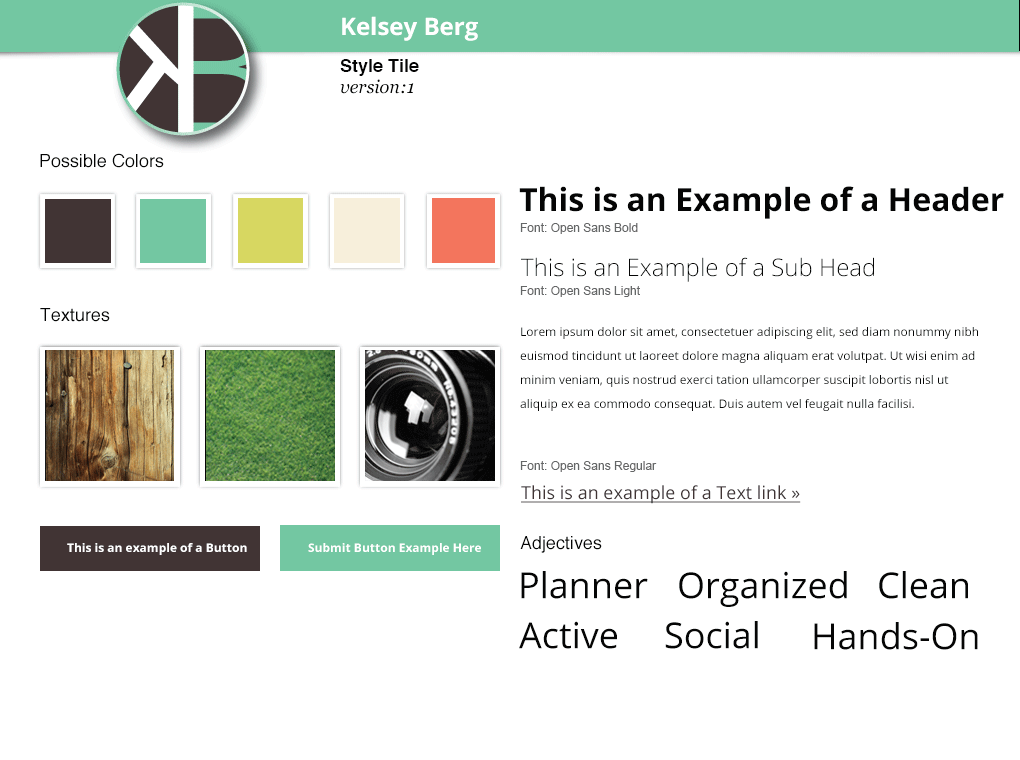 Kelsey Berg
Style Tile
version:1
Possible Colors
This is an Example of a Header
Font: Open Sans Bold
This is an Example of a Sub Head
Font: Open Sans Light
Textures
Lorem ipsum dolor sit amet, consectetuer adipiscing elit, sed diam nonummy nibh
euismod tincidunt ut laoreet dolore magna aliquam erat volutpat. Ut wisi enim ad
minim veniam, quis nostrud exerci tation ullamcorper suscipit lobortis nisl ut
aliquip ex ea commodo consequat. Duis autem vel feugait nulla facilisi.
Font: Open Sans Regular
This is an example of a Text link »
This is an example of a Button
Submit Button Example Here
Adjectives
Planner Organized Clean
Active Social Hands-On